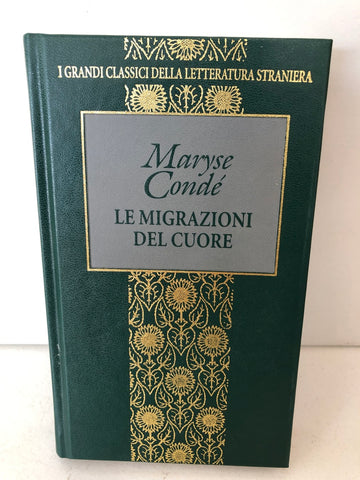 I GRANDI CLASSICI DELLA LETTERATURA STRANIERA
Maryse
Condé
LE MIGRAZIONI
DEL CUORE